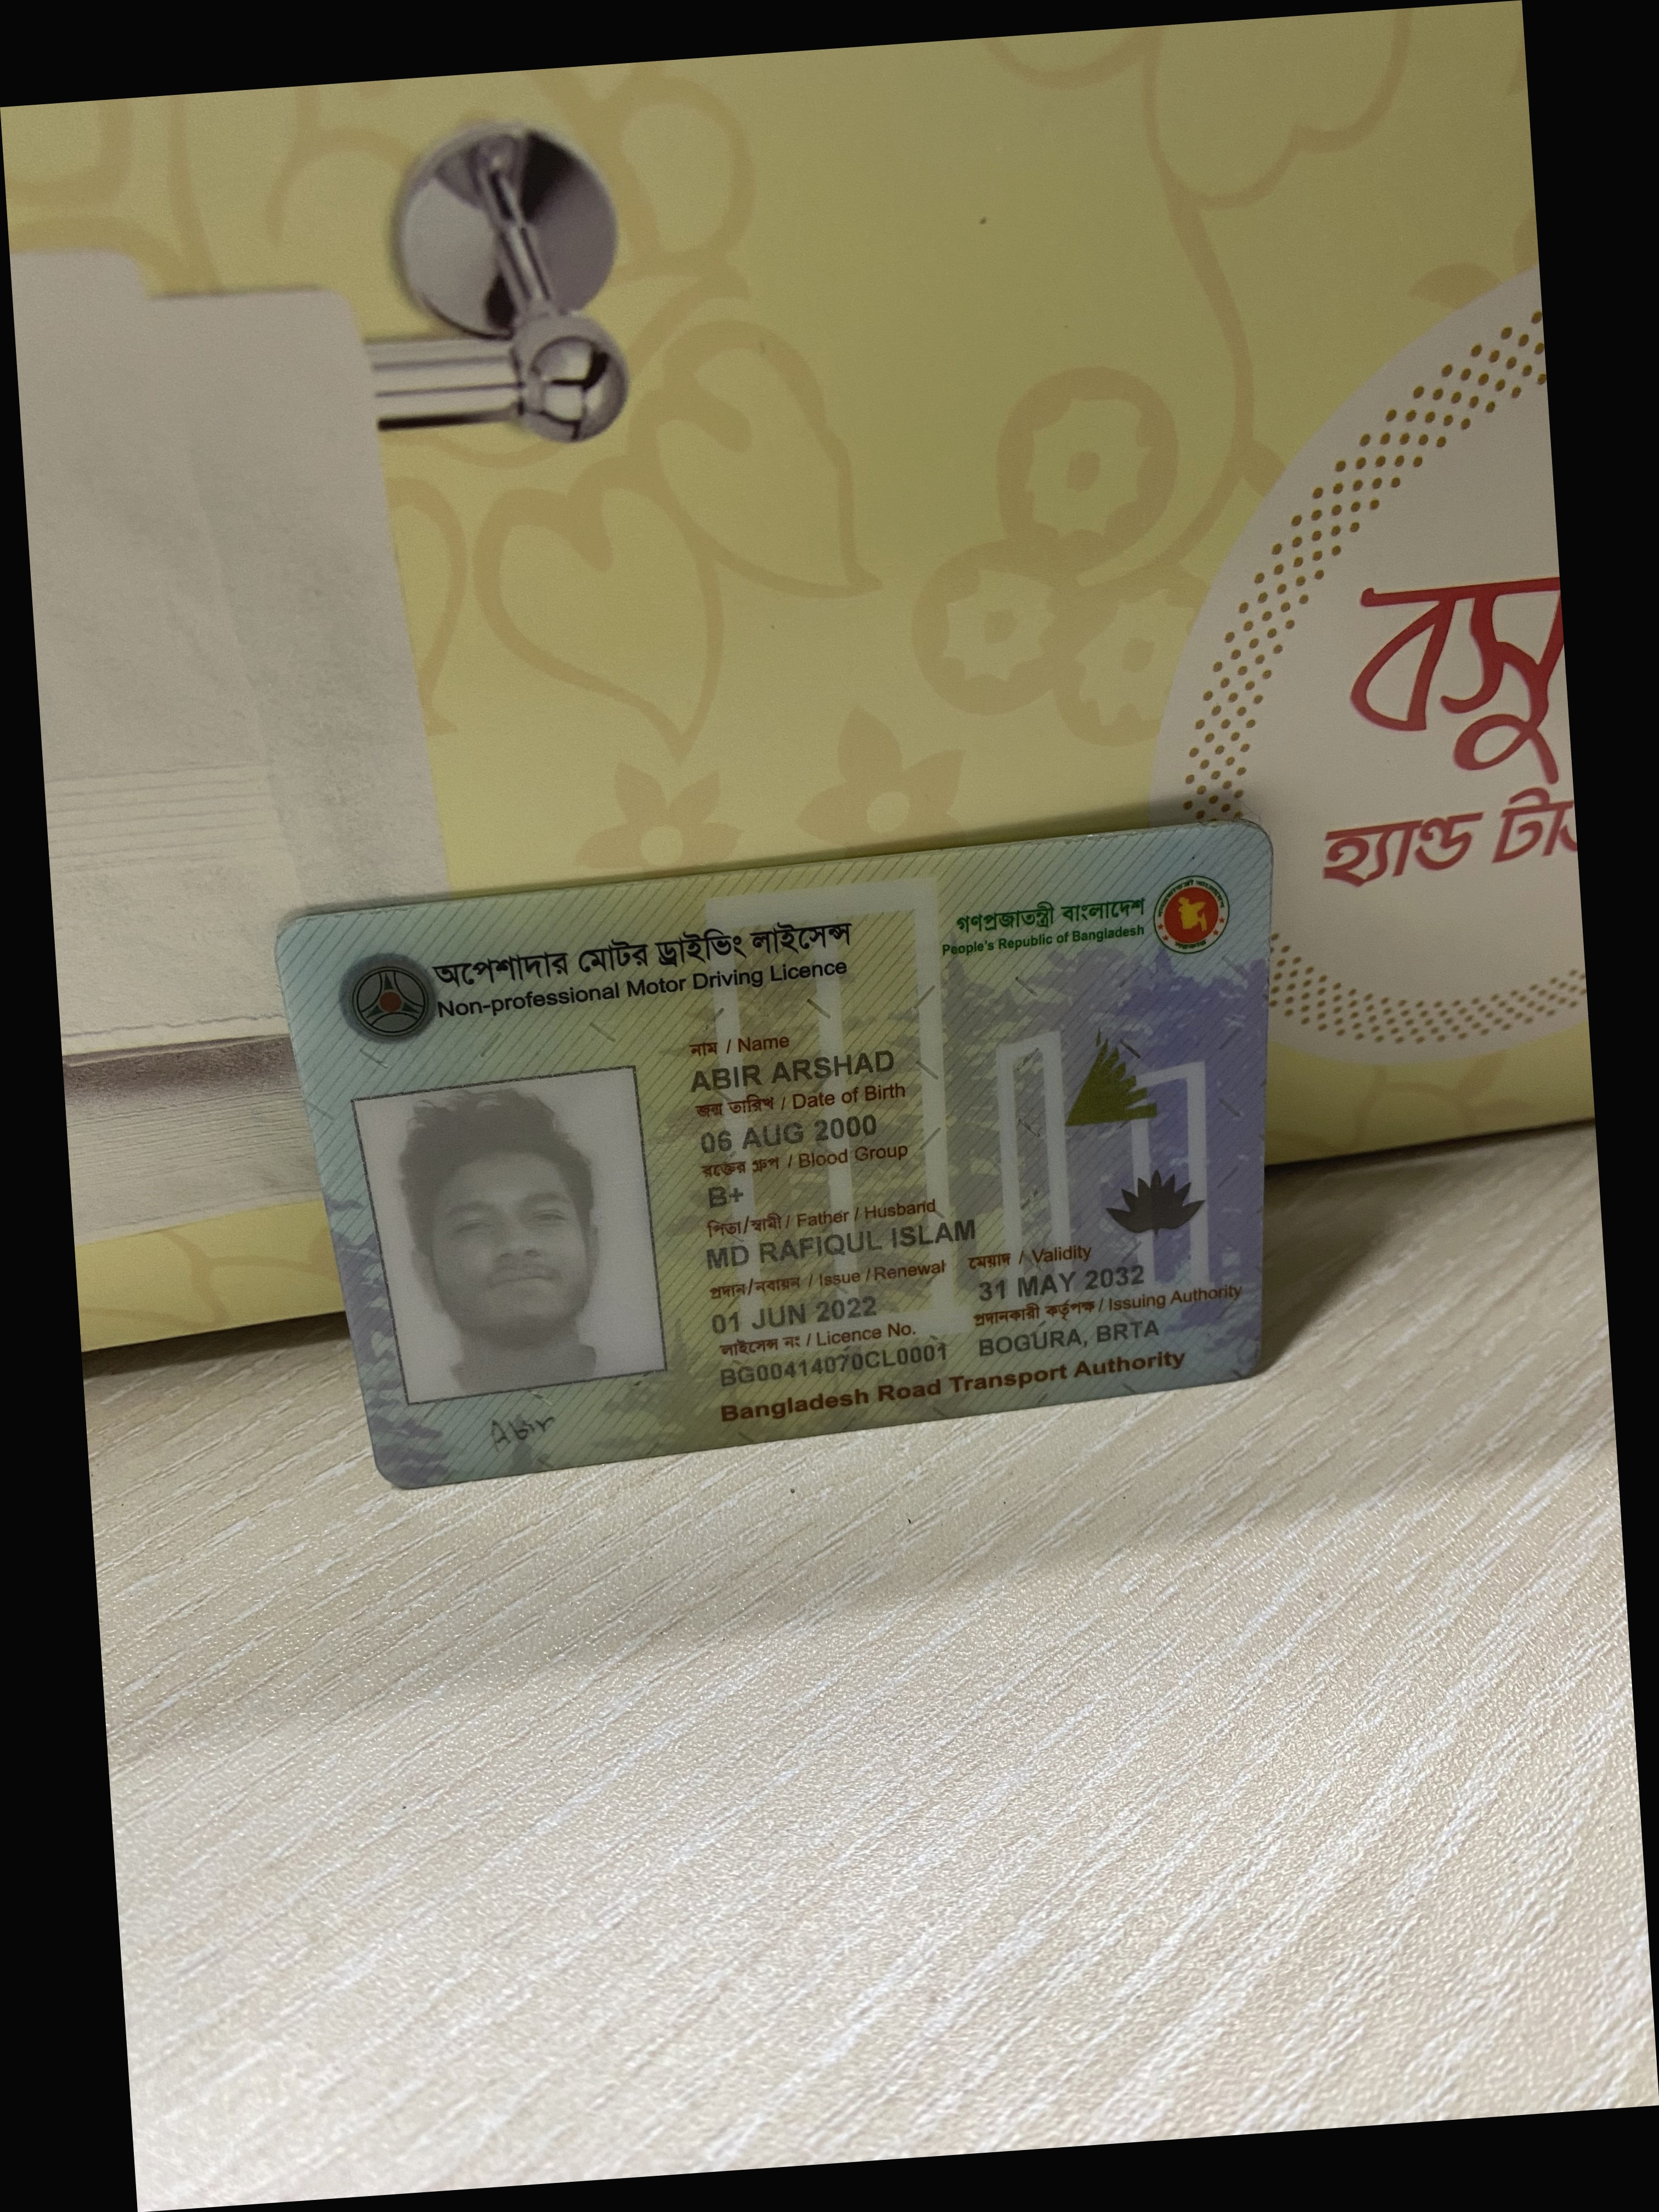 বসু
হ্যান্ড টা
অপেশাদার মোটর ড্রাইভিং লাইসেন্স
Non-professional Motor Driving Licence
গণপ্রজাতন্ত্রী বাংলাদেশ
People's Republic of Bangladesh
নাম / Name
ABIR ARSHAD
জন্ম তারিখ / Date of Birth
06 AUG 2000
রক্তের গ্রুপ / Blood Group
B+
পিতা/স্বামী / Father / Husband
MD RAFIQUL ISLAM
প্রদান/নবায়ন / Issue / Renewal
01 JUN 2022
মেয়াদ / Validity
31 MAY 2032
লাইসেন্স নং / Licence No.
BG00414070CL0001
প্রদানকারী কর্তৃপক্ষ / Issuing Authority
BOGURA, BRTA
Bangladesh Road Transport Authority
Abir